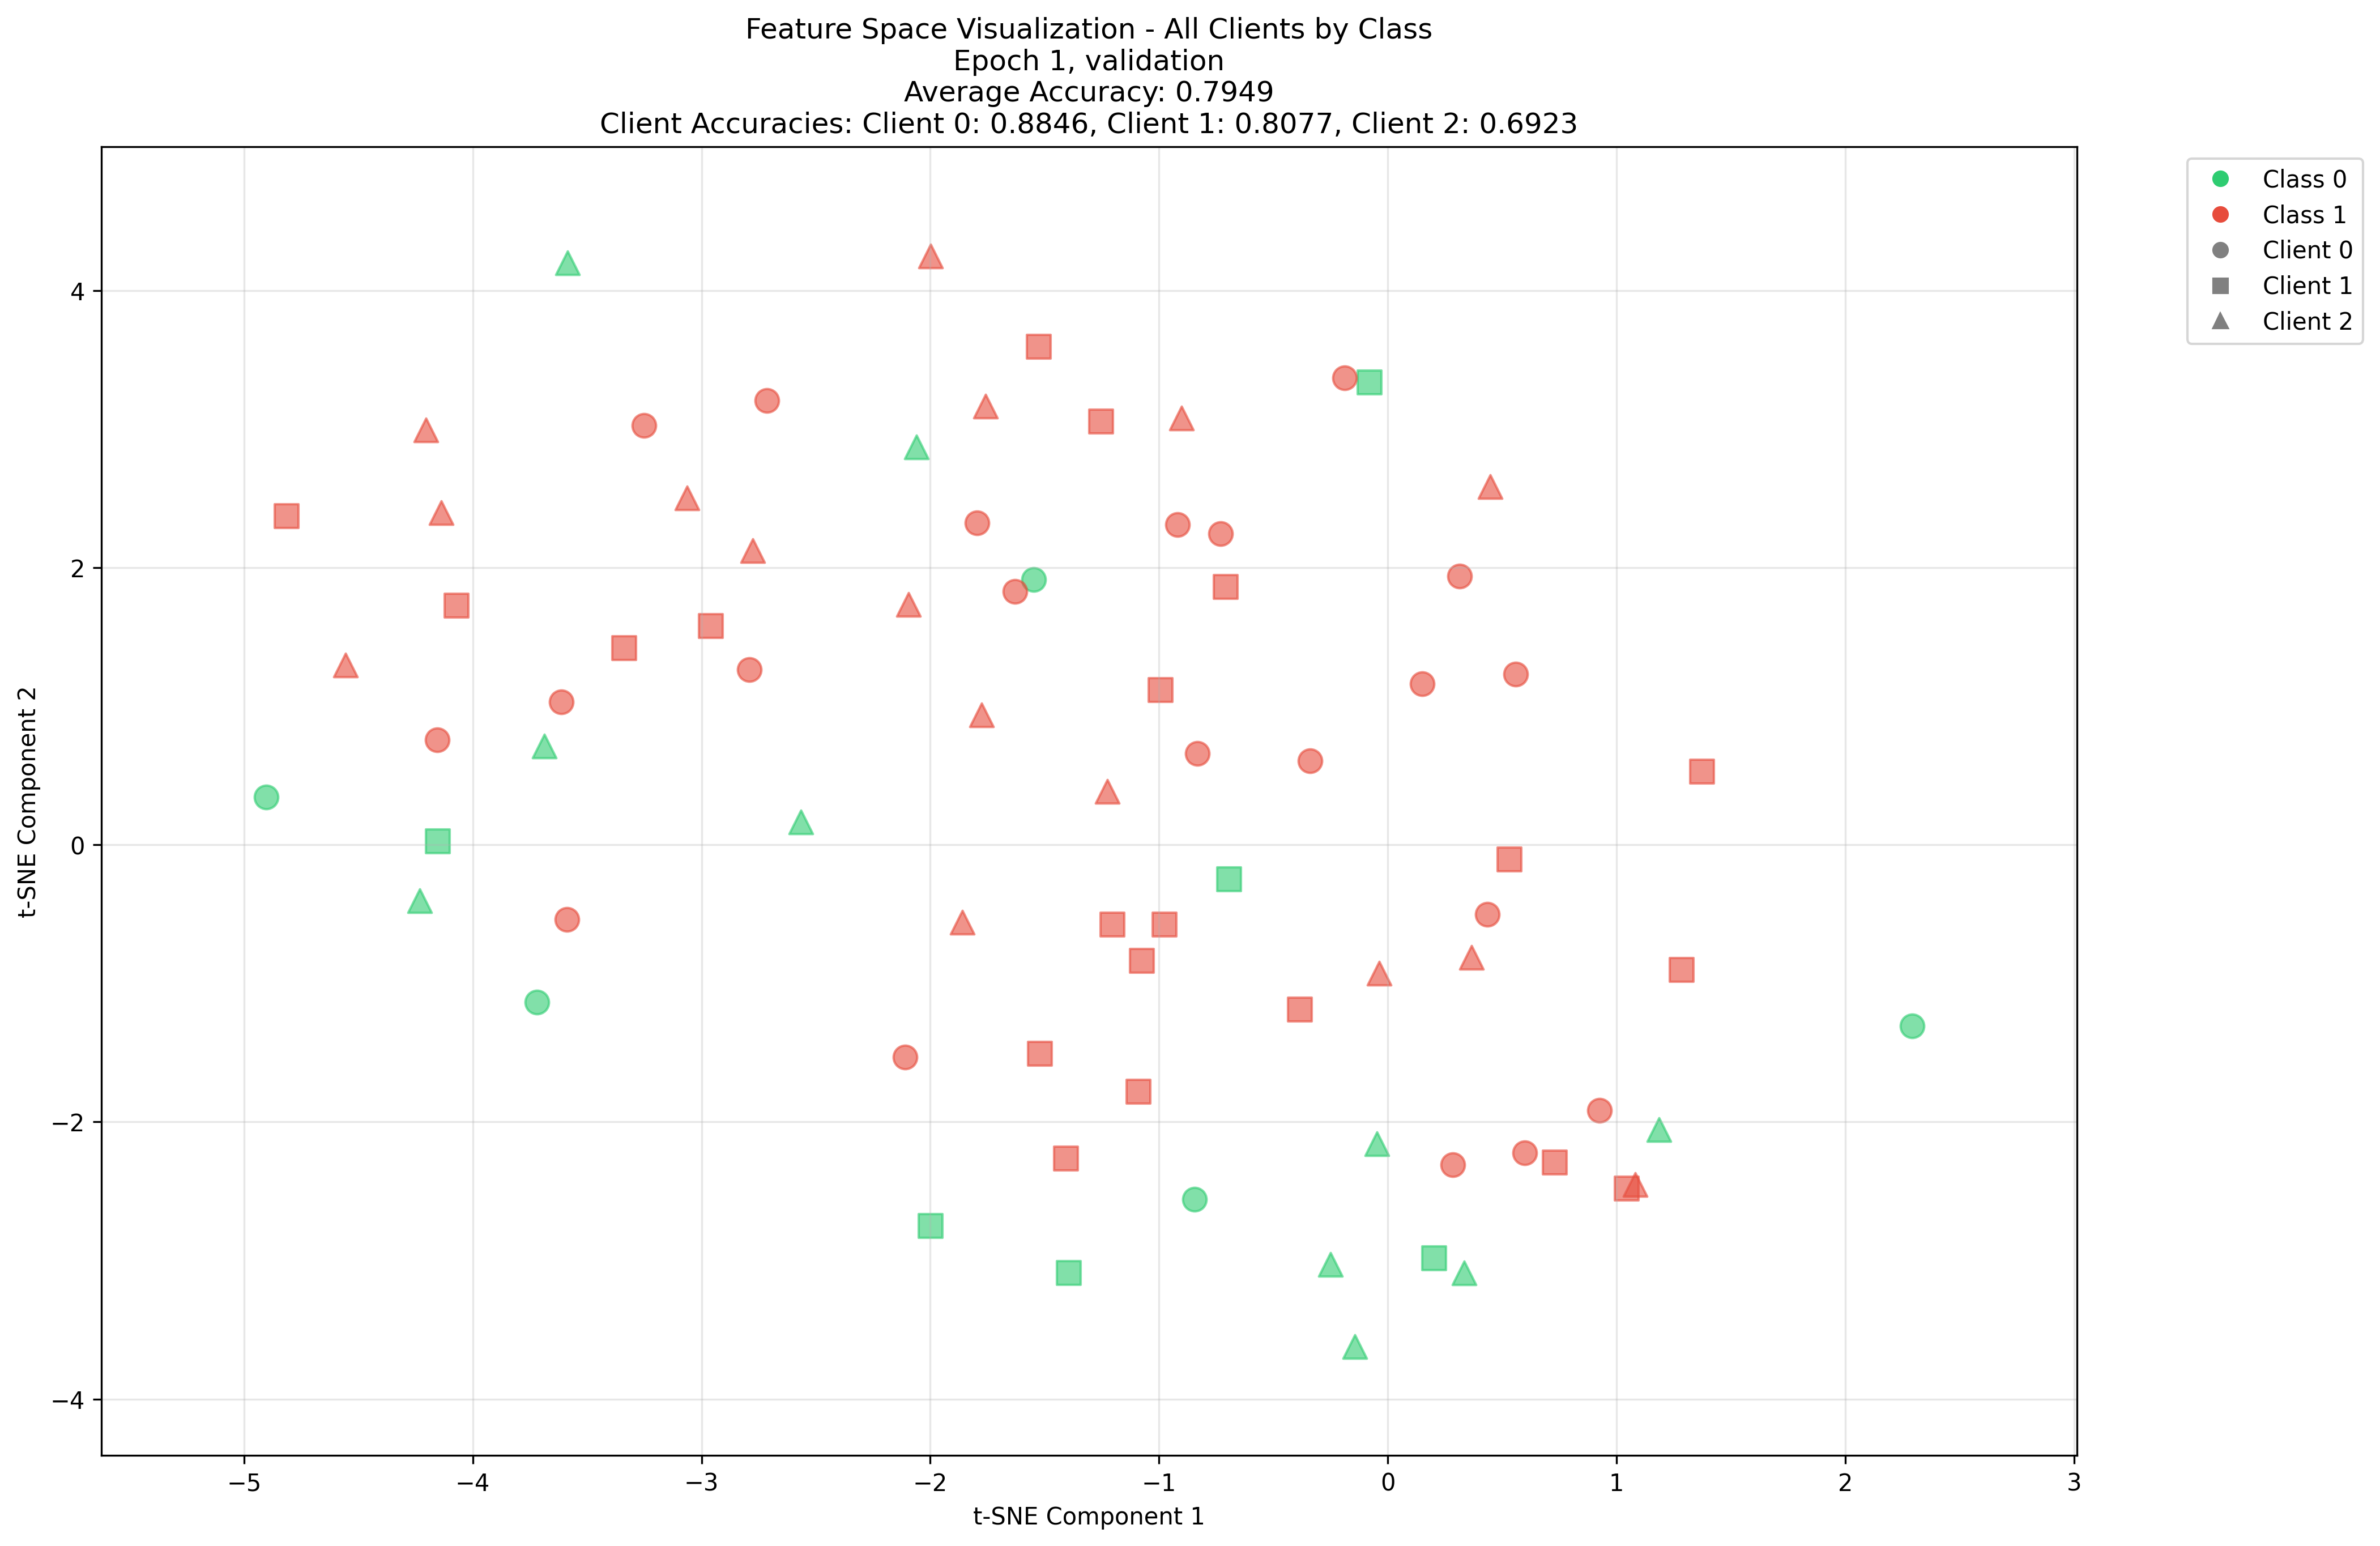 Feature Space Visualization - All Clients by Class
Epoch 1, validation
Average Accuracy: 0.7949
Client Accuracies: Client 0: 0.8846, Client 1: 0.8077, Client 2: 0.6923
Class 0
Class 1
Client 0
Client 1
Client 2
t-SNE Component 2
4
2
0
−2
−4
−5
−4
−3
−2
−1
0
1
2
3
t-SNE Component 1